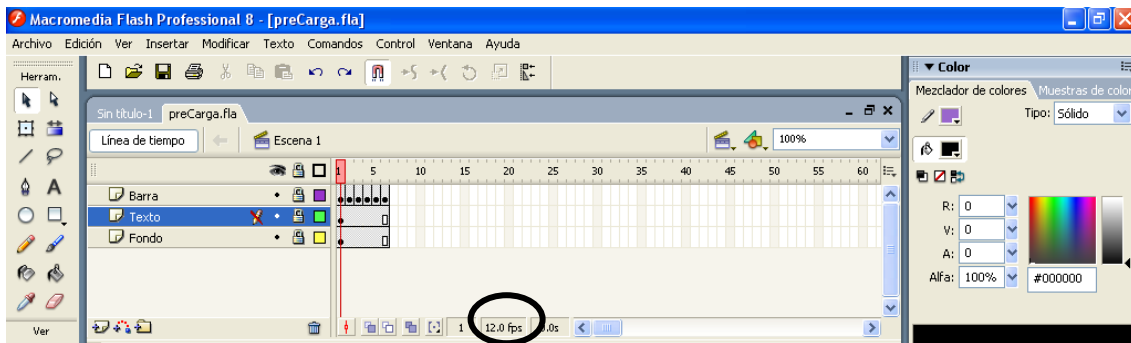 Macromedia Flash Professional 8 - [preCarga.fla]
Archivo Edición Ver Insertar Modificar Texto Comandos Control Ventana Ayuda
Herram.
Color
Mezclador de colores Muestras de color
Sin título-1 preCarga.fla
Tipo: Sólido
Línea de tiempo Escena 1 100%
1 5 10 15 20 25 30 35 40 45 50 55 60
Barra
Texto
Fondo
R: 0
V: 0
A: 0
Alfa: 100% #000000
Ver
1 12.0 fps